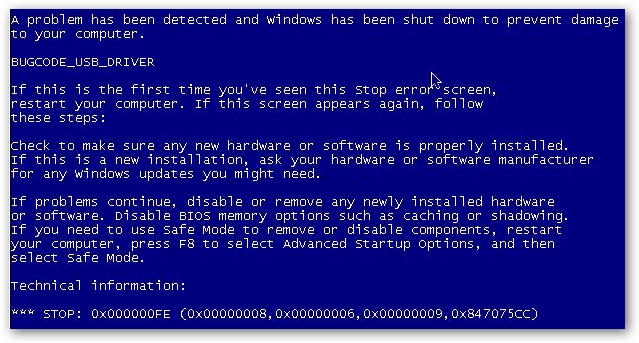 A problem has been detected and Windows has been shut down to prevent damage
to your computer.
BUGCODE_USB_DRIVER
If this is the first time you've seen this Stop error screen,
restart your computer. If this screen appears again, follow
these steps:
Check to make sure any new hardware or software is properly installed.
If this is a new installation, ask your hardware or software manufacturer
for any Windows updates you might need.
If problems continue, disable or remove any newly installed hardware
or software. Disable BIOS memory options such as caching or shadowing.
If you need to use Safe Mode to remove or disable components, restart
your computer, press F8 to select Advanced Startup Options, and then
select Safe Mode.
Technical information:
*** STOP: 0x000000FE (0x00000008,0x00000006,0x00000009,0x847075CC)